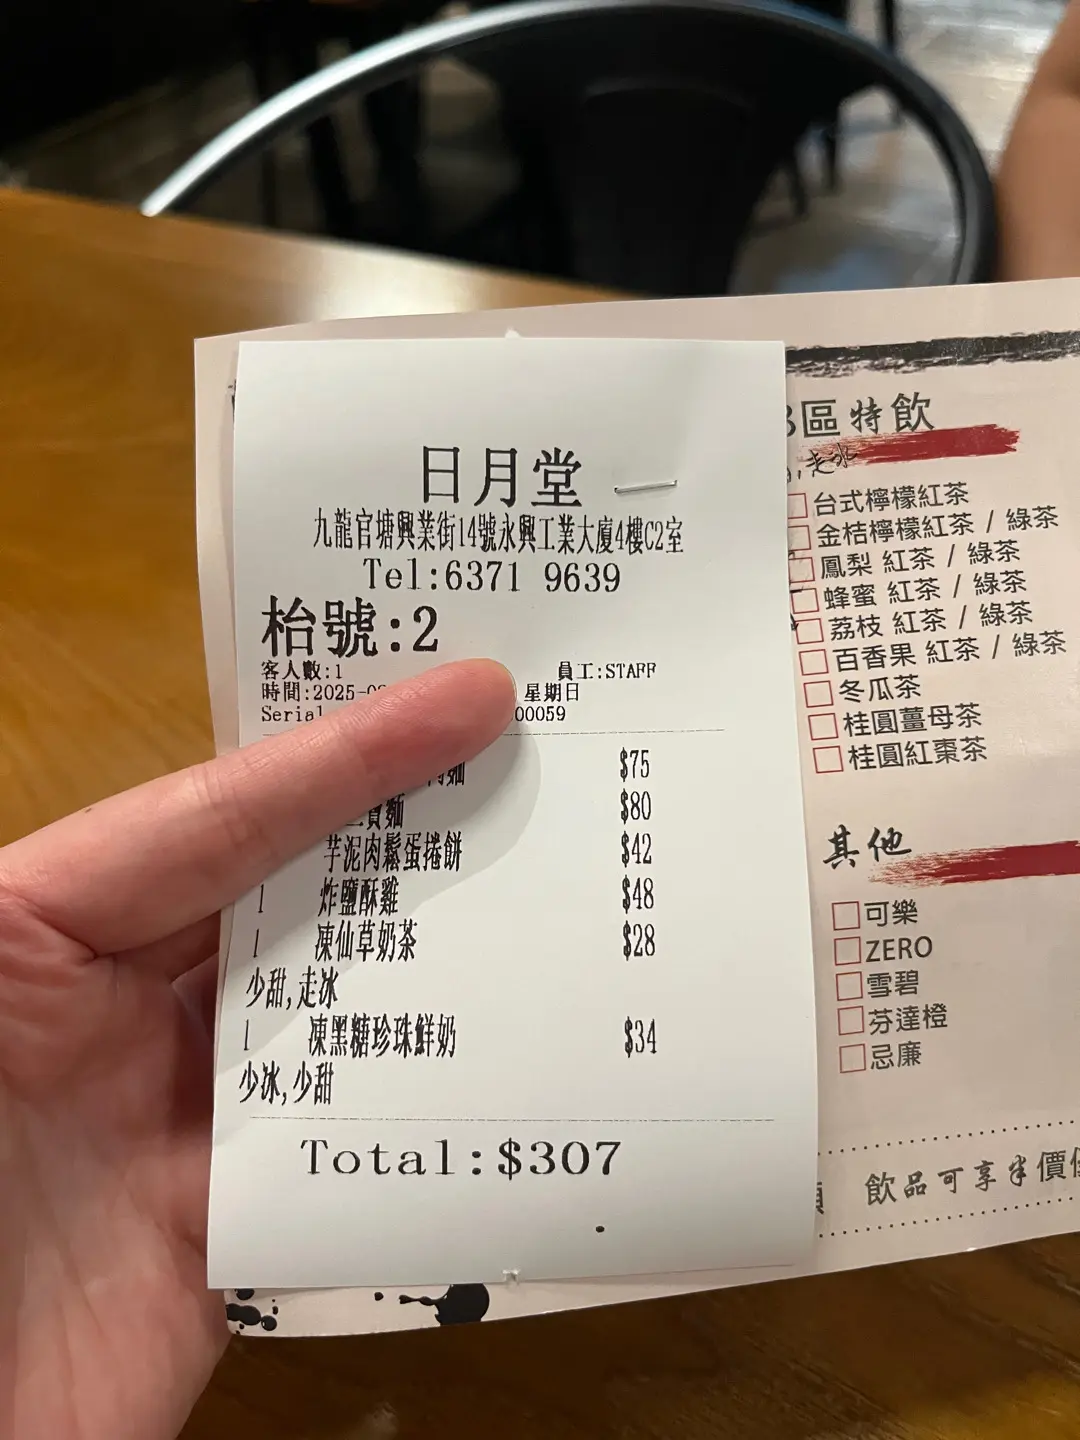 日月堂
九龍官塘興業街14號永興工業大廈4樓C2室
Tel:6371 9639
枱號:2
客人數:1 員工:STAFF
時間:2025-0 星期日
Serial 00059
麵 $75
寶麵 $80
芋泥肉鬆蛋捲餅 $42
1 炸鹽酥雞 $48
1 凍仙草奶茶 $28
少甜,走冰
1 凍黑糖珍珠鮮奶 $34
少冰,少甜
Total:$307
區特飲
走冰
台式檸檬紅茶
金桔檸檬紅茶 / 綠茶
鳳梨 紅茶 / 綠茶
蜂蜜 紅茶 / 綠茶
荔枝 紅茶 / 綠茶
百香果 紅茶 / 綠茶
冬瓜茶
桂圓薑母茶
桂圓紅棗茶
其他
可樂
ZERO
雪碧
芬達橙
忌廉
飲品可享半價